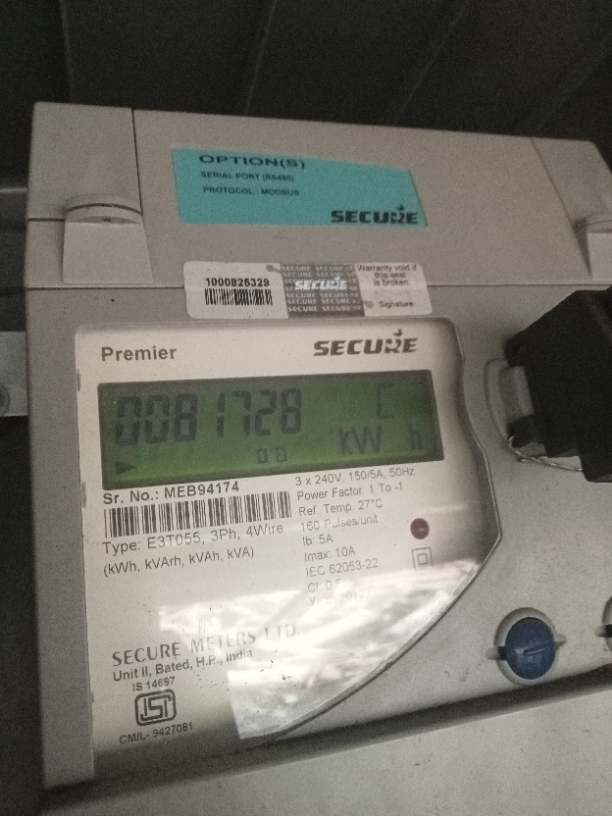 OPTION(S)
SERIAL PORT (RS485)
PROTOCOL : MODBUS
SECURE
1000825329
SECURE
Warranty void if
this seal
is broken.
Signature
Premier
SECURE
0081728 C
kW h
Sr. No.: MEB94174
3 x 240V, 150/5A, 50Hz
Power Factor: 1 To -1
Ref. Temp. 27°C
160 Pulses/unit
Ib: 5A
Imax: 10A
IEC 62053-22
Type: E3T055, 3Ph, 4Wire
(kWh, kVArh, kVAh, kVA)
SECURE METERS LTD
Unit II, Bated, H.P., India
IS 14697
ISI
CM/L- 9427081